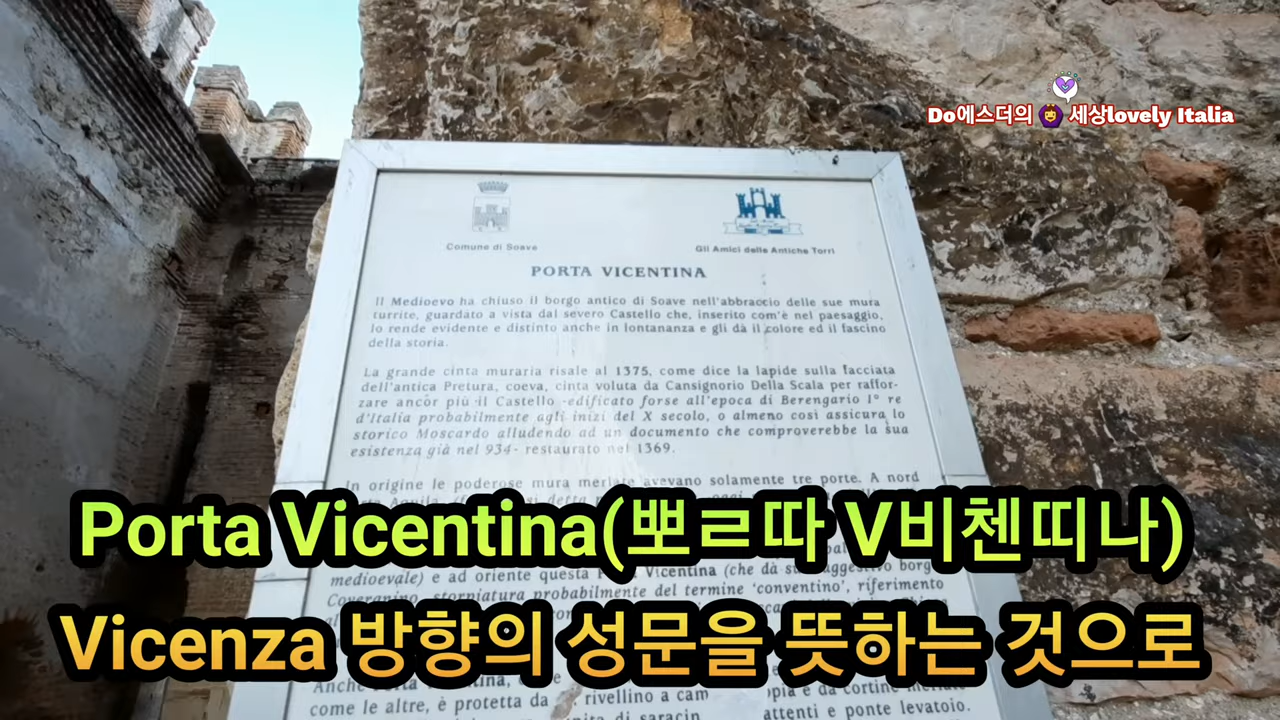 Do에스더의 세상lovely Italia
Comune di Soave
Gli Amici delle Antiche Torri
PORTA VICENTINA
Il Medioevo ha chiuso il borgo antico di Soave nell'abbraccio delle sue mura
turrite, guardato a vista dal severo Castello che, inserito com'è nel paesaggio,
lo rende evidente e distinto anche in lontananza e gli dà il colore ed il fascino
della storia.
La grande cinta muraria risale al 1375, come dice la lapide sulla facciata
dell'antica Pretura, coeva, cinta voluta da Cansignorio Della Scala per raffor-
zare ancor più il Castello -edificato forse all'epoca di Berengario I° re
d'Italia probabilmente agli inizi del X secolo, o almeno così assicura lo
storico Moscardo alludendo ad un documento che comproverebbe la sua
esistenza già nel 934- restaurato nel 1369.
In origine le poderose mura merlate avevano solamente tre porte. A nord
Porta Vicentina(뽀ㄹ따 V비첸띠나)
medioevale) e ad oriente questa Vicentina (che dà borg
Covergnino, storpiatura probabilmente del termine 'conventino', riferimento
Vicenza 방향의 성문을 뜻하는 것으로
Anche
come le altre, è protetta da rivellino a cam e da cortine merlate
di saracin attenti e ponte levatoio.